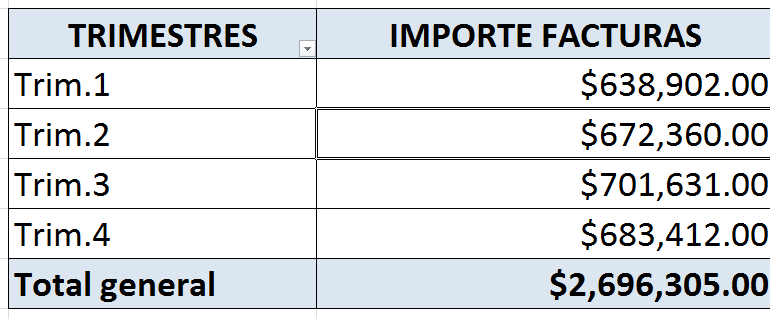 TRIMESTRES IMPORTE FACTURAS
Trim.1 $638,902.00
Trim.2 $672,360.00
Trim.3 $701,631.00
Trim.4 $683,412.00
Total general $2,696,305.00